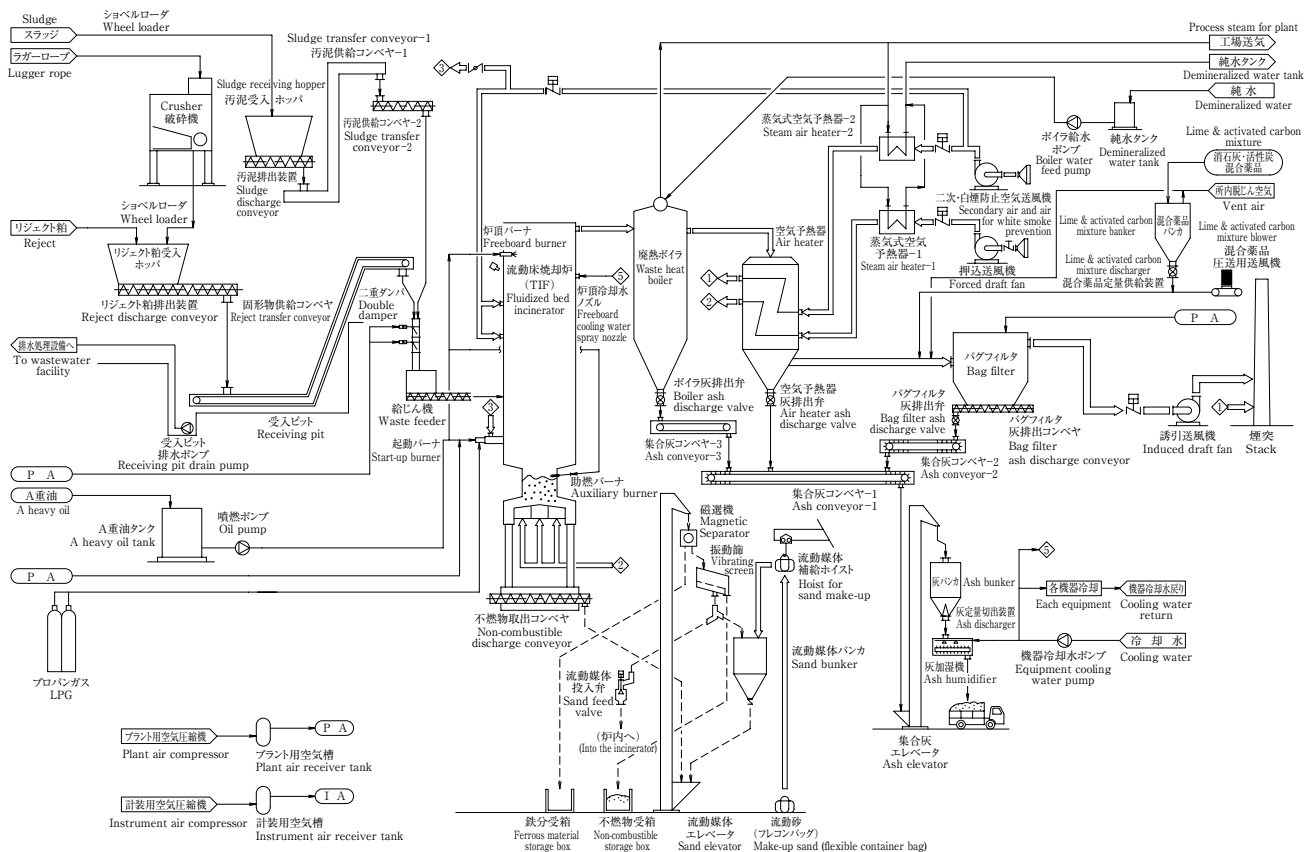 Sludge
スラッジ
ラガーロープ
Lugger rope
ショベルローダ
Wheel loader
Crusher
破砕機
Sludge receiving hopper
汚泥受入 ホッパ
汚泥排出装置
Sludge
discharge
conveyor
Sludge transfer conveyor-1
汚泥供給コンベヤ-1
汚泥供給コンベヤ-2
Sludge transfer
conveyor-2
ショベルローダ
Wheel loader
リジェクト粕
Reject
リジェクト粕受入
ホッパ
リジェクト粕排出装置
Reject discharge conveyor
固形物供給コンベヤ
Reject transfer conveyor
二重ダンパ
Double
damper
排水処理設備へ
To wastewater
facility
受入ピット
排水ポンプ
Receiving pit drain pump
受入ピット
Receiving pit
給じん機
Waste feeder
P A
A重油
A heavy oil
A重油タンク
A heavy oil tank
噴燃ポンプ
Oil pump
P A
プロパンガス
LPG
プラント用空気圧縮機
Plant air compressor
プラント用空気槽
Plant air receiver tank
P A
計装用空気圧縮機
Instrument air compressor
計装用空気槽
Instrument air receiver tank
I A
3
炉頂バーナ
Freeboard burner
流動床焼却炉
(TIF)
Fluidized bed
incinerator
5
炉頂冷却水
ノズル
Freeboard
cooling water
spray nozzle
3
起動バーナ
Start-up burner
助燃バーナ
Auxiliary burner
2
不燃物取出コンベヤ
Non-combustible
discharge conveyor
廃熱ボイラ
Waste heat
boiler
ボイラ灰排出弁
Boiler ash
discharge valve
集合灰コンベヤ-3
Ash conveyor-3
空気予熱器
Air heater
1
2
空気予熱器
灰排出弁
Air heater ash
discharge valve
蒸気式空気予熱器-2
Steam air heater-2
蒸気式空気
予熱器-1
Steam air heater-1
二次・白煙防止空気送風機
Secondary air and air
for white smoke
prevention
押込送風機
Forced draft fan
Process steam for plant
工場送気
純水タンク
Demineralized water tank
純 水
Demineralized water
ボイラ給水
ポンプ
Boiler water
feed pump
純水タンク
Demineralized
water tank
Lime & activated carbon
mixture
消石灰・活性炭
混合薬品
所内脱じん空気
Vent air
混合薬品
バンカ
Lime & activated carbon
mixture banker
Lime & activated carbon
mixture discharger
混合薬品定量供給装置
Lime & activated carbon
mixture blower
混合薬品
圧送用送風機
P A
バグフィルタ
Bag filter
バグフィルタ
灰排出弁
Bag filter ash
discharge valve
バグフィルタ
灰排出コンベヤ
Bag filter
ash discharge conveyor
誘引送風機
Induced draft fan
1
煙突
Stack
集合灰コンベヤ-2
Ash conveyor-2
集合灰コンベヤ-1
Ash conveyor-1
磁選機
Magnetic
Separator
振動篩
Vibrating
screen
流動媒体
補給ホイスト
Hoist for
sand make-up
流動媒体バンカ
Sand bunker
流動媒体
投入弁
Sand feed
valve
(炉内へ)
(Into the incinerator)
鉄分受箱
Ferrous material
storage box
不燃物受箱
Non-combustible
storage box
流動媒体
エレベータ
Sand elevator
流動砂
(フレコンバッグ)
Make-up sand (flexible container bag)
灰バンカ
Ash bunker
灰定量切出装置
Ash discharger
灰加湿機
Ash humidifier
集合灰
エレベータ
Ash elevator
5
各機器冷却
Each equipment
機器冷却水戻り
Cooling water
return
機器冷却水ポンプ
Equipment cooling
water pump
冷 却 水
Cooling water